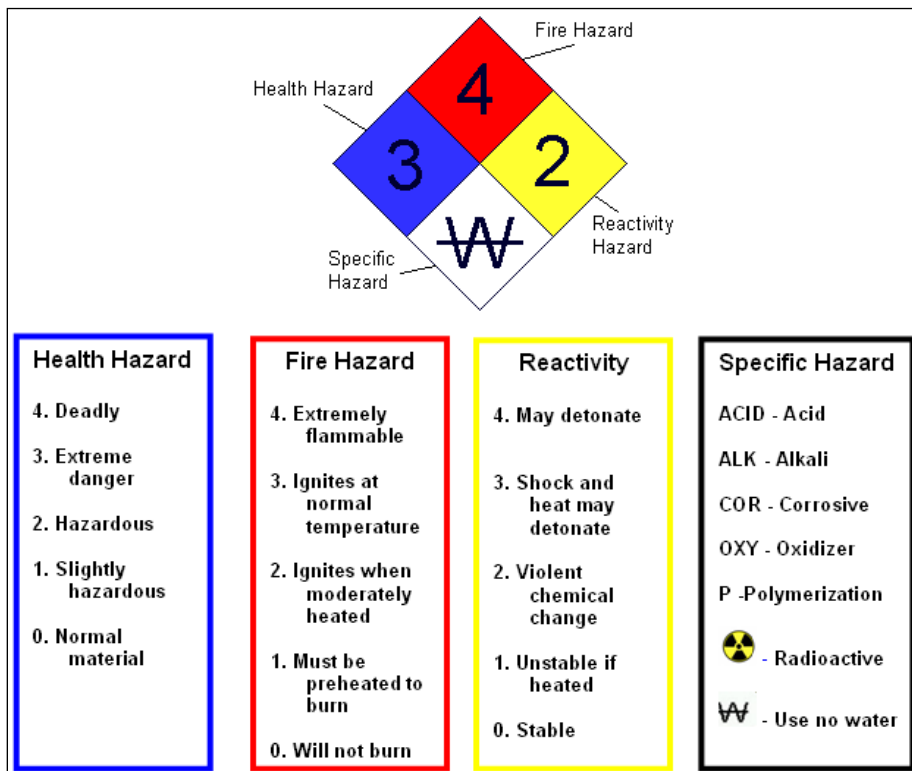 Fire Hazard
Health Hazard
4
3
2
W
Reactivity
Hazard
Specific
Hazard
Health Hazard
4. Deadly
3. Extreme
danger
2. Hazardous
1. Slightly
hazardous
0. Normal
material
Fire Hazard
4. Extremely
flammable
3. Ignites at
normal
temperature
2. Ignites when
moderately
heated
1. Must be
preheated to
burn
0. Will not burn
Reactivity
4. May detonate
3. Shock and
heat may
detonate
2. Violent
chemical
change
1. Unstable if
heated
0. Stable
Specific Hazard
ACID - Acid
ALK - Alkali
COR - Corrosive
OXY - Oxidizer
P -Polymerization
- Radioactive
W - Use no water